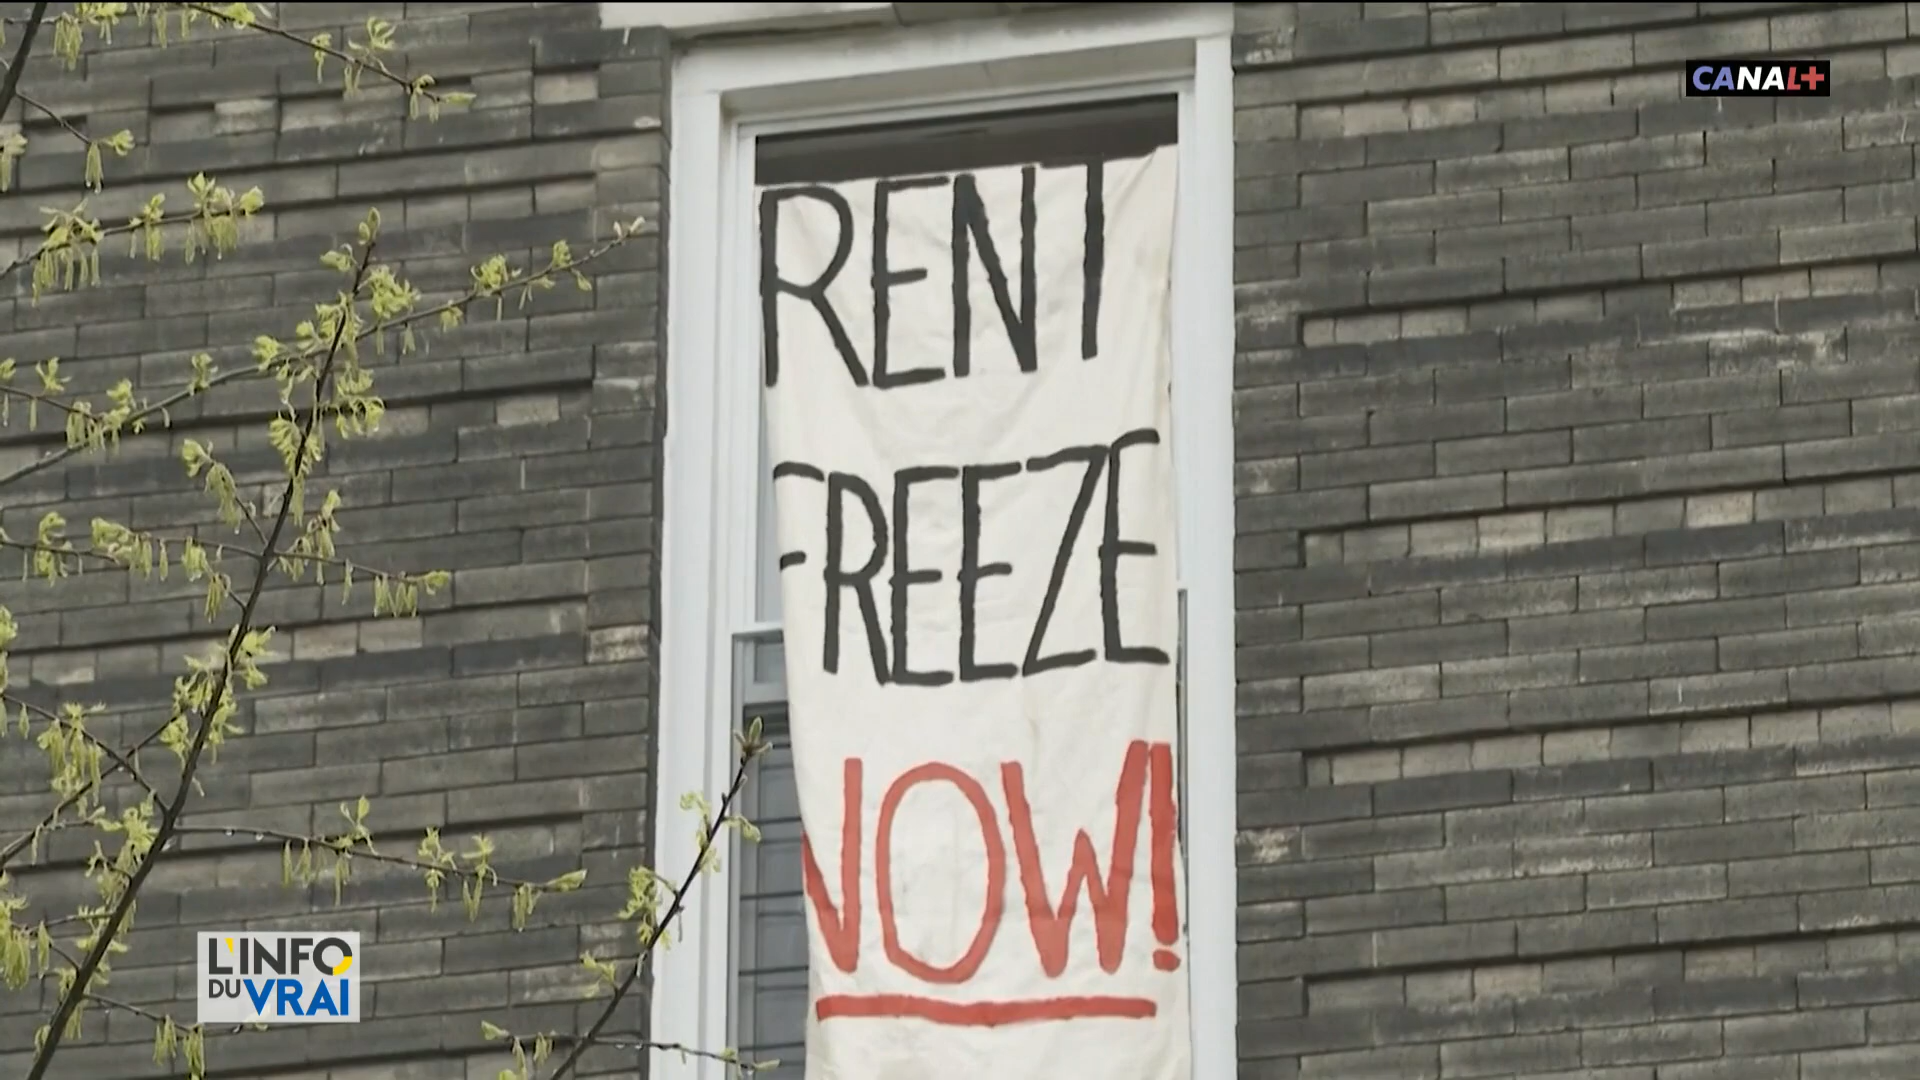 CANAL+
RENT
FREEZE
NOW!
L'INFO
DU VRAI